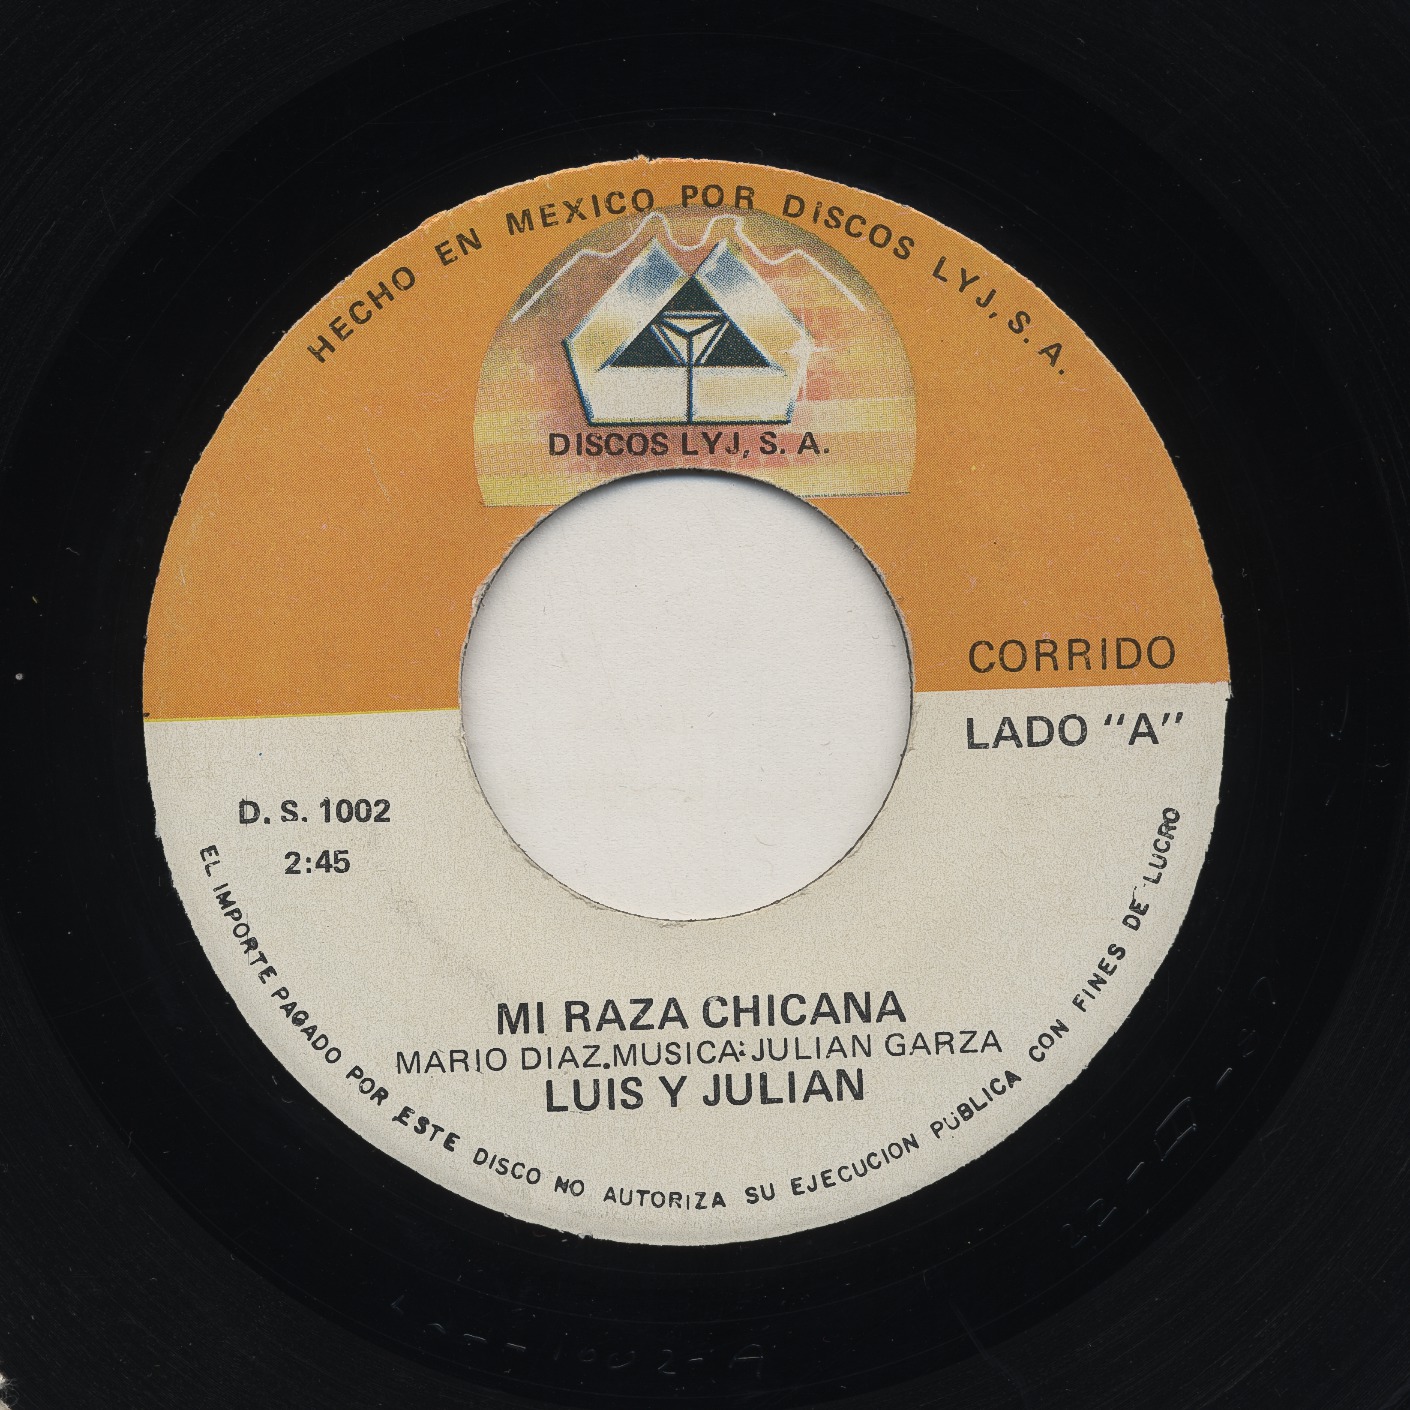 HECHO EN MEXICO POR DISCOS LYJ, S. A.
DISCOS LYJ, S. A.
CORRIDO
LADO "A"
D. S. 1002
2:45
MI RAZA CHICANA
MARIO DIAZ.MUSICA:JULIAN GARZA
LUIS Y JULIAN
EL IMPORTE PAGADO POR ESTE DISCO NO AUTORIZA SU EJECUCION PUBLICA CON FINES DE LUCRO